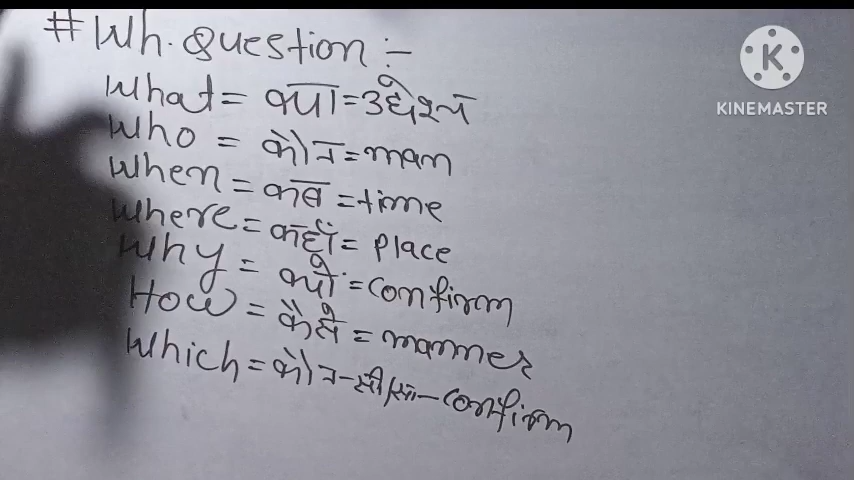 # Wh. Question :-
What = क्या = उद्येश्य
Who = कौन = man
When = कब = time
Where = कहाँ = place
Why = क्यों = confirm
How = कैसे = manner
Which = कौन-सी/सा - confirm
KINEMASTER